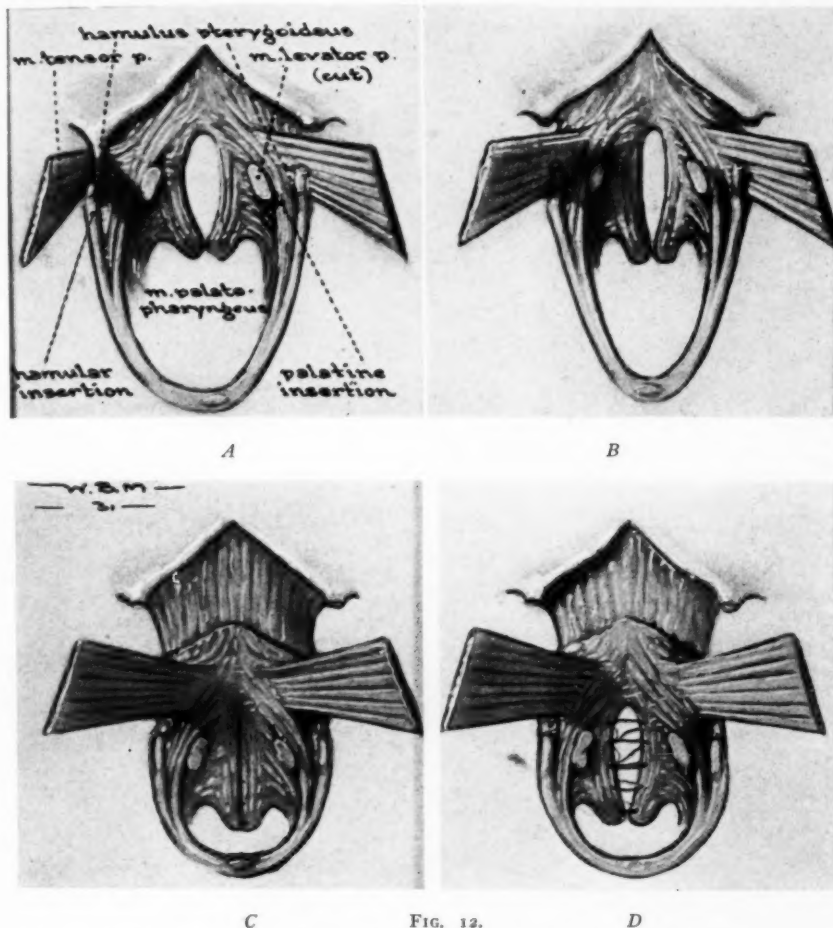 hamulus pterygoideus
m. tensor p.
m. levator p.
(cut)
m. palato-
pharyngeus
hamular
insertion
palatine
insertion
A
B
W. B. M
C
FIG. 12.
D